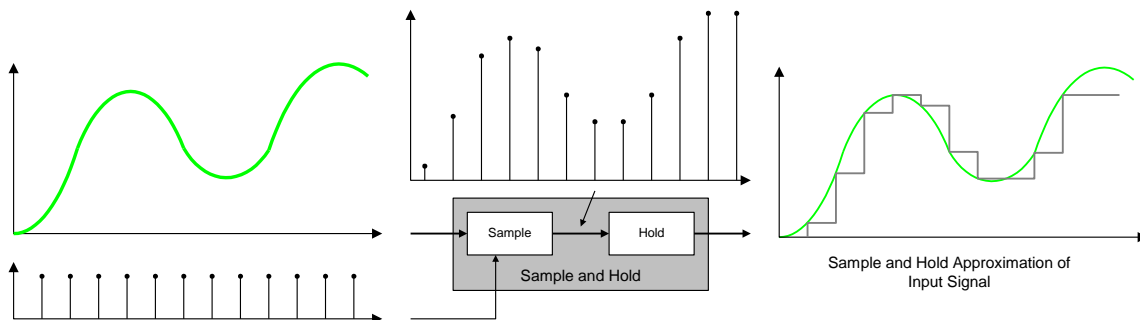 Sample
Hold
Sample and Hold
Sample and Hold Approximation of
Input Signal